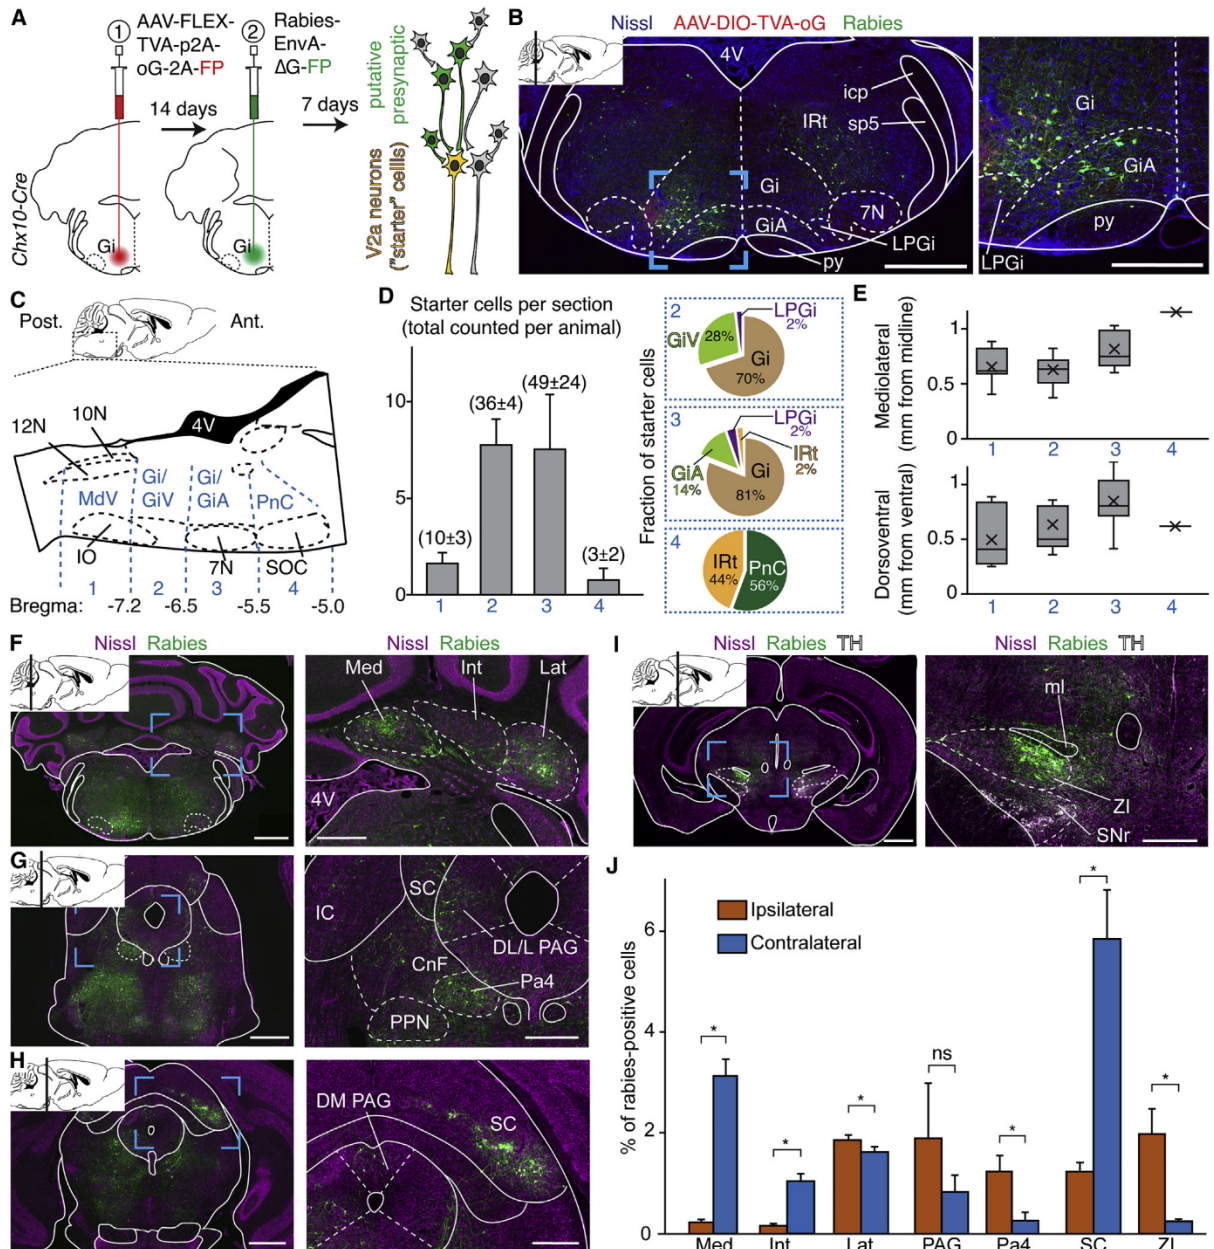 A
1
AAV-FLEX-
TVA-p2A-
oG-2A-FP
14 days
2
Rabies-
EnvA-
ΔG-FP
7 days
Chx10-Cre
Gi
Gi
putative
presynaptic
V2a neurons
("starter" cellls)
B
Nissl AAV-DIO-TVA-oG Rabies
4V
icp
sp5
IRt
Gi
GiA
7N
LPGi
py
Gi
GiA
py
LPGi
C
Post.
Ant.
12N
10N
4V
MdV
Gi/
GiV
Gi/
GiA
PnC
IO
7N
SOC
1 2 3 4
Bregma: -7.2 -6.5 -5.5 -5.0
D
Starter cells per section
(total counted per animal)
10
5
0
(10±3)
(36±4)
(49±24)
(3±2)
1 2 3 4
Fraction of starter cells
2
LPGi
2%
GiV
28%
Gi
70%
3
LPGi
2%
IRt
2%
GiA
14%
Gi
81%
4
IRt
44%
PnC
56%
E
Mediolateral
(mm from midline)
1
0.5
1 2 3 4
Dorsoventral
(mm from ventral)
1
0.5
1 2 3 4
F
Nissl Rabies
Nissl Rabies
Med
Int
Lat
4V
G
SC
IC
DL/L PAG
CnF
Pa4
PPN
H
DM PAG
SC
I
Nissl Rabies TH
Nissl Rabies TH
ml
ZI
SNr
J
% of rabies-positive cells
6
4
2
0
Ipsilateral
Contralateral
*
*
*
ns
*
*
*
Med Int Lat PAG Pa4 SC ZI